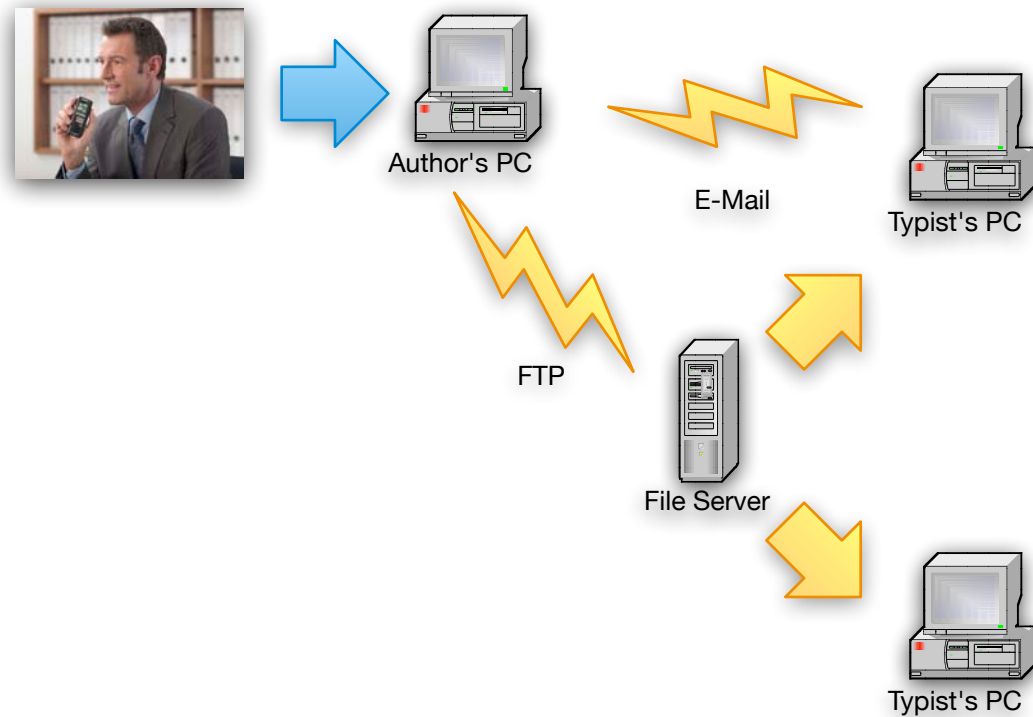 Author's PC
E-Mail
Typist's PC
FTP
File Server
Typist's PC